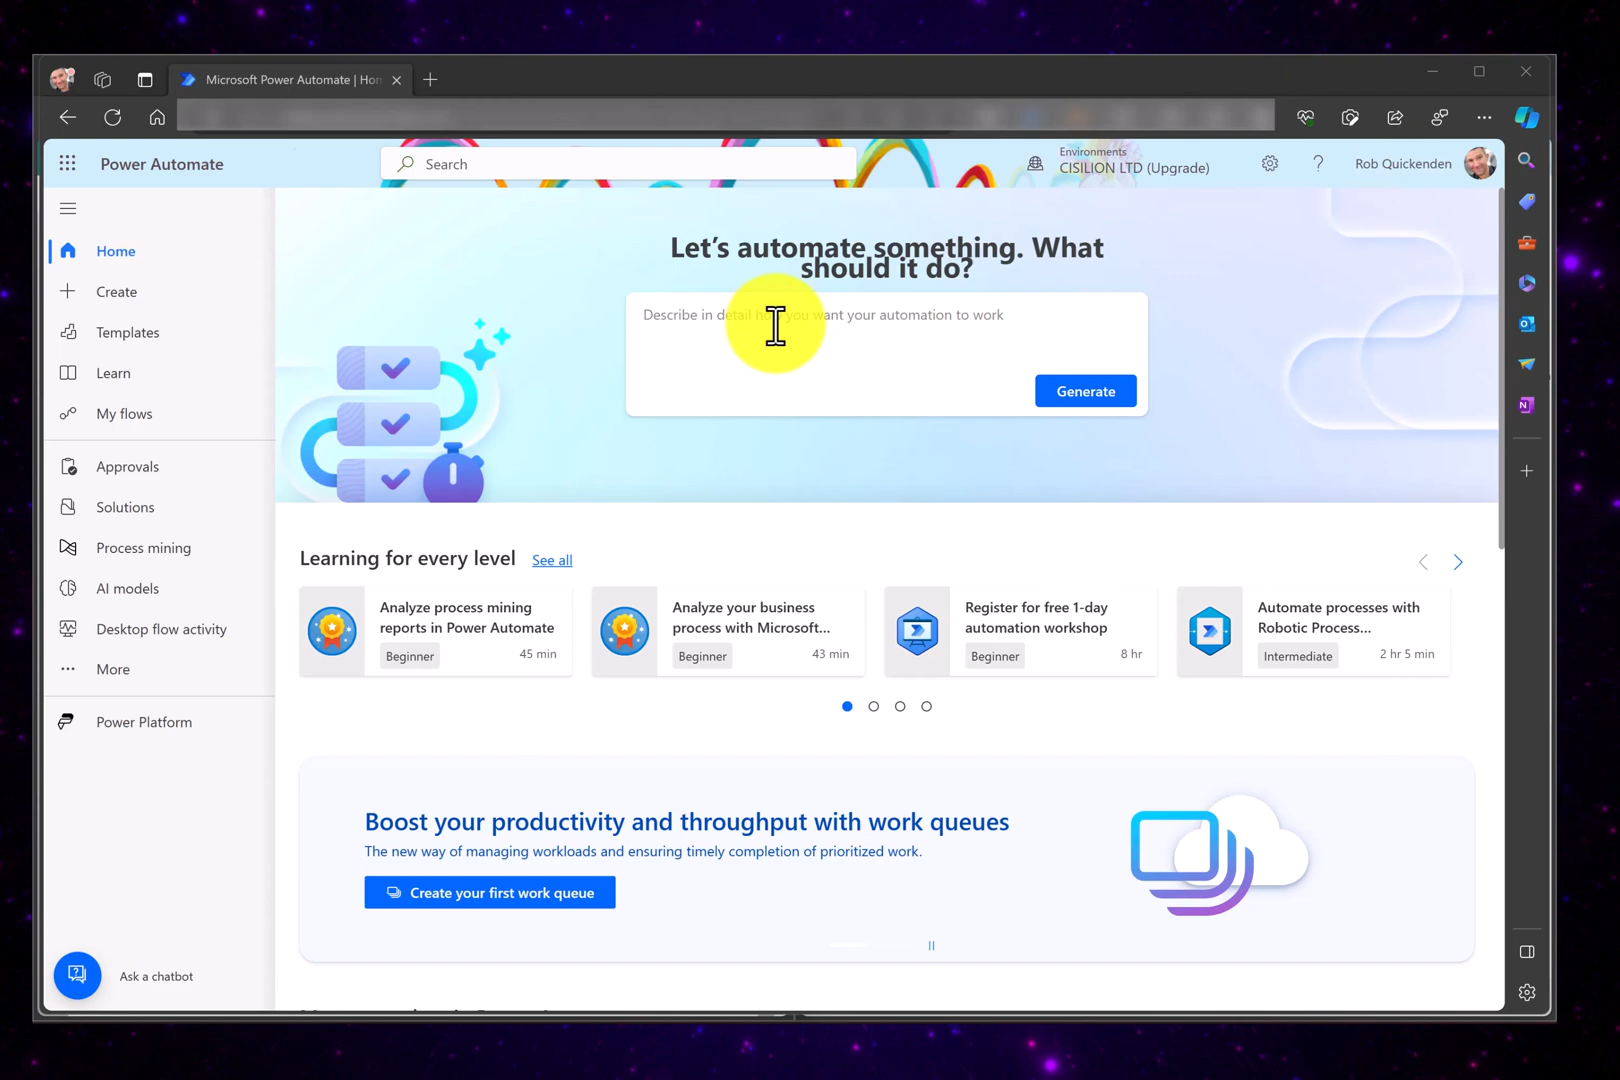 Microsoft Power Automate | Hon
Power Automate
Search
Environments
CISILION LTD (Upgrade)
Rob Quickenden
Home
Create
Templates
Learn
My flows
Approvals
Solutions
Process mining
AI models
Desktop flow activity
More
Power Platform
Ask a chatbot
Let's automate something. What
should it do?
Describe in detail how you want your automation to work
Generate
Learning for every level See all
Analyze process mining
reports in Power Automate
Beginner 45 min
Analyze your business
process with Microsoft...
Beginner 43 min
Register for free 1-day
automation workshop
Beginner 8 hr
Automate processes with
Robotic Process...
Intermediate 2 hr 5 min
Boost your productivity and throughput with work queues
The new way of managing workloads and ensuring timely completion of prioritized work.
Create your first work queue